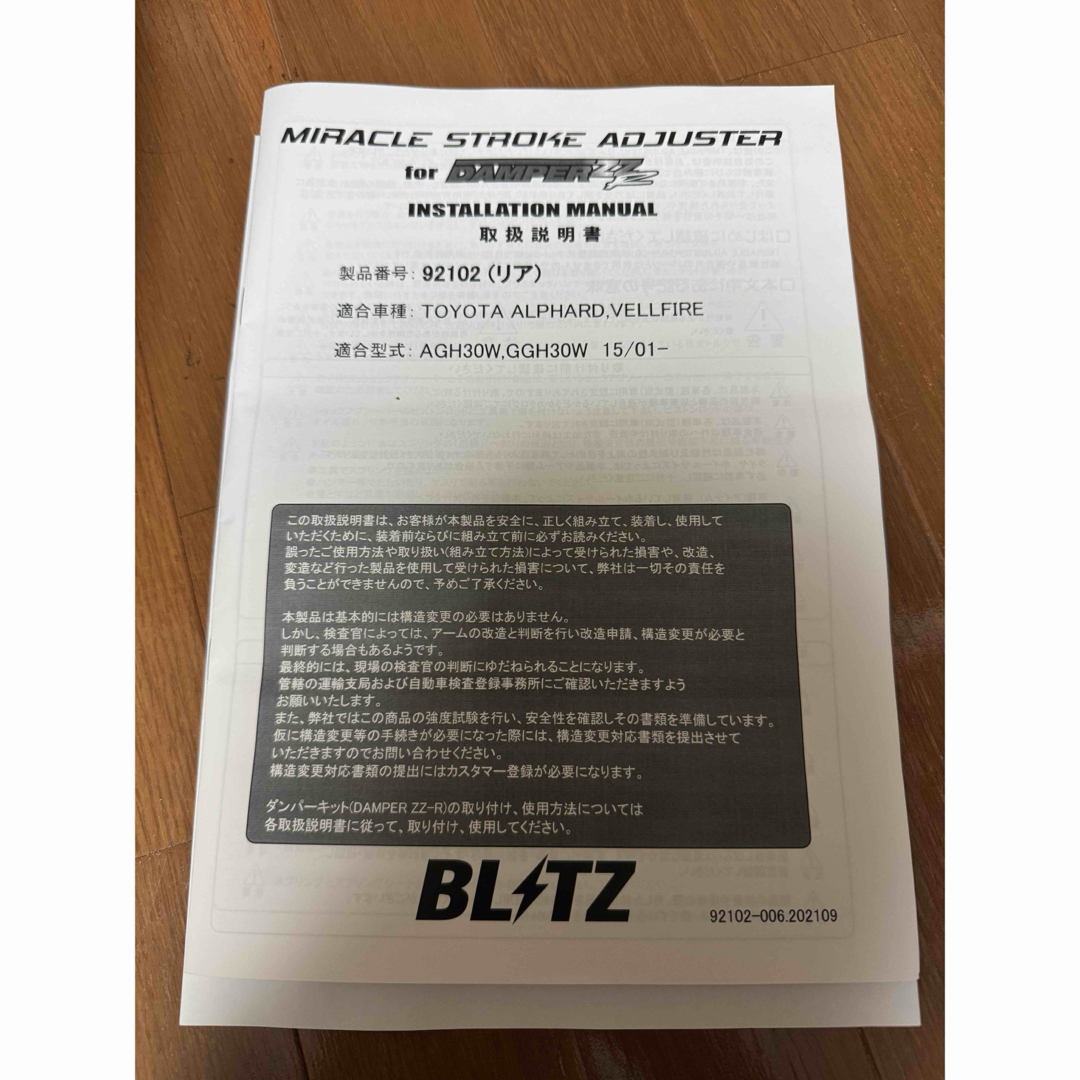 MIRACLE STROKE ADJUSTER
for DAMPER ZZR
INSTALLATION MANUAL
取扱説明書
製品番号: 92102 (リア)
適合車種: TOYOTA ALPHARD,VELLFIRE
適合型式: AGH30W,GGH30W 15/01-
この取扱説明書は、お客様が本製品を安全に、正しく組み立て、装着し、使用して
いただくために、装着前ならびに組み立て前に必ずお読みください。
誤ったご使用方法や取り扱い(組み立て方法)によって受けられた損害や、改造、
変造など行った製品を使用して受けられた損害について、弊社は一切その責任を
負うことができませんので、予めご了承ください。
本製品は基本的には構造変更の必要はありません。
しかし、検査官によっては、アームの改造と判断を行い改造申請、構造変更が必要と
判断する場合もあるようです。
最終的には、現場の検査官の判断にゆだねられることになります。
管轄の運輸支局および自動車検査登録事務所にご確認いただきますよう
お願いいたします。
また、弊社ではこの商品の強度試験を行い、安全性を確認しその書類を準備しています。
仮に構造変更等の手続きが必要になった際には、構造変更対応書類を提出させて
いただきますのでお問い合わせください。
構造変更対応書類の提出にはカスタマー登録が必要になります。
ダンパーキット(DAMPER ZZ-R)の取り付け、使用方法については
各取扱説明書に従って、取り付け、使用してください。
BLITZ
92102-006.202109